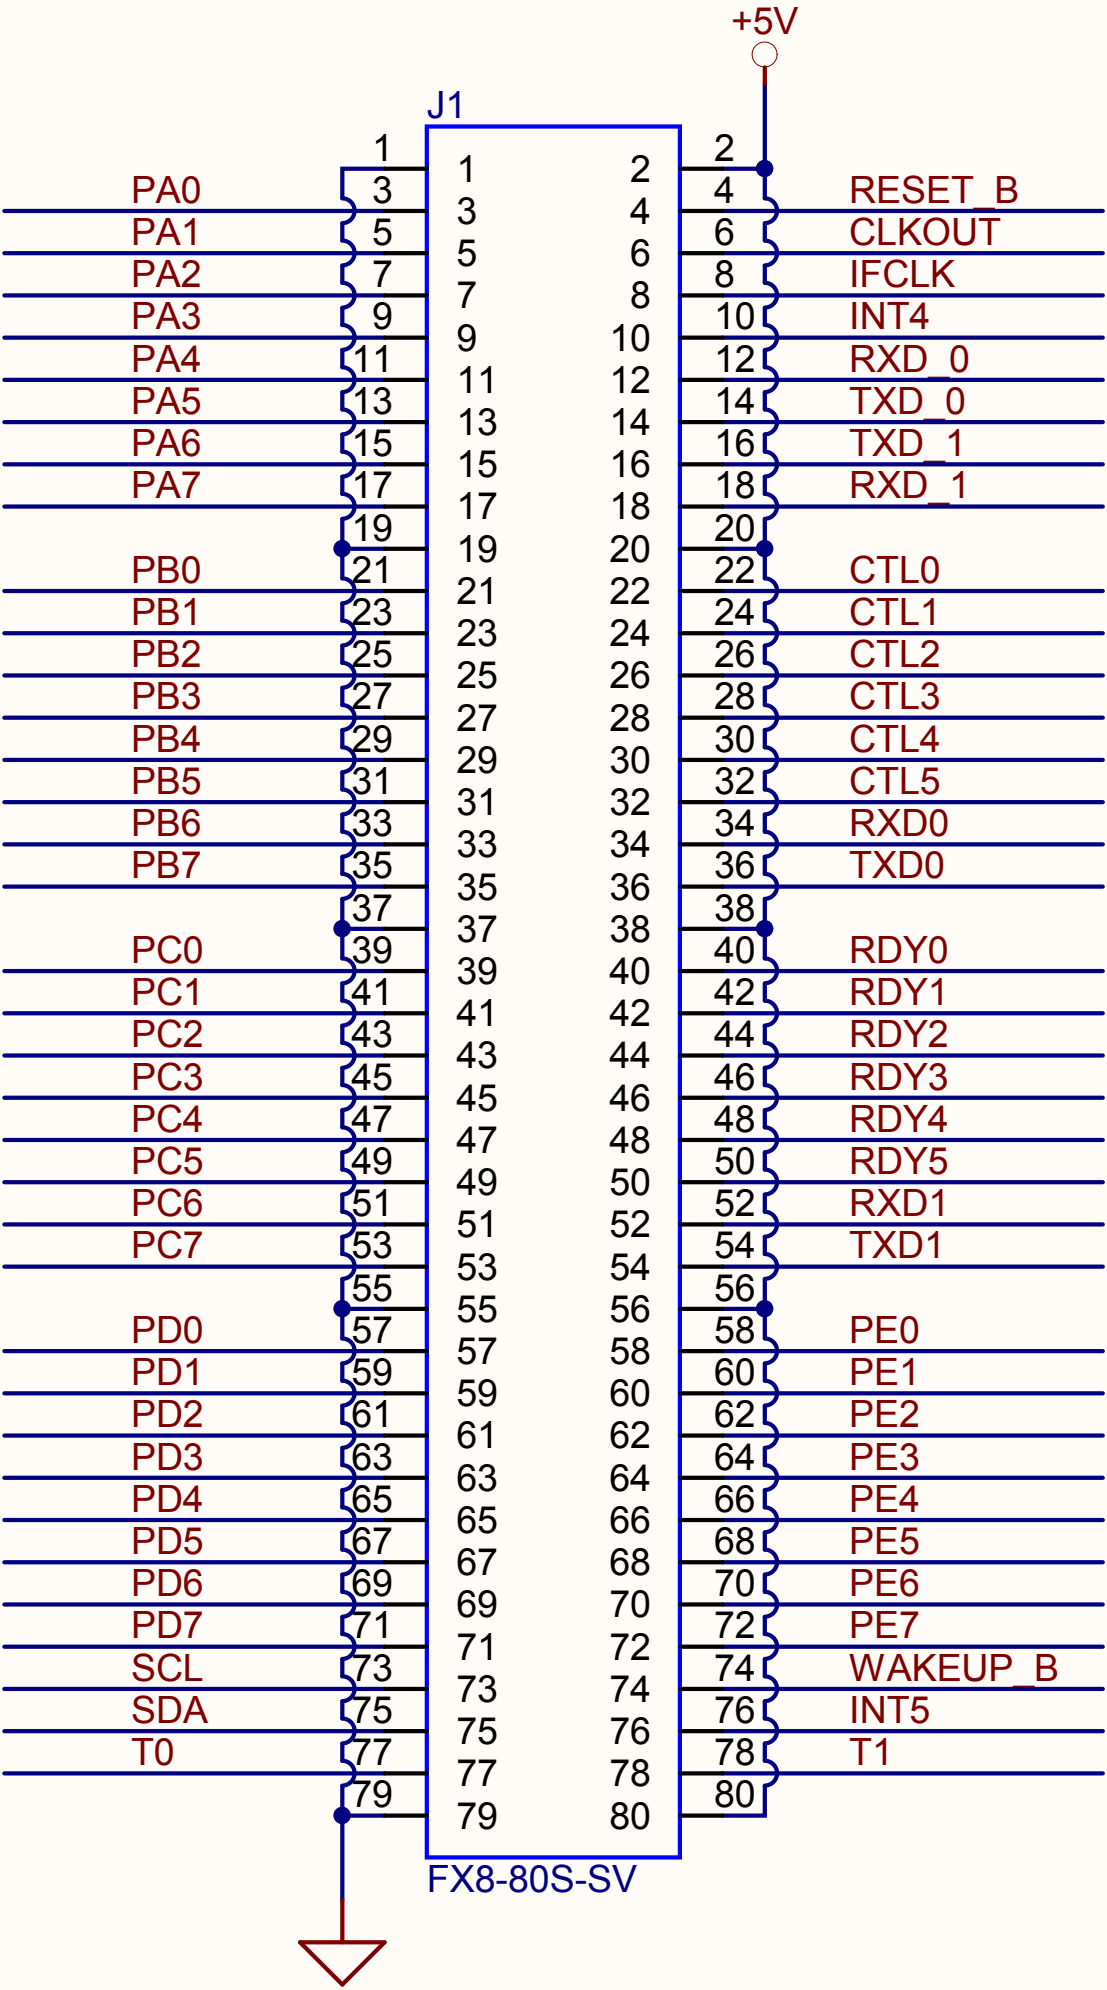 +5V
J1
1 1 2 2
PA0 3 3 4 4 RESET_B
PA1 5 5 6 6 CLKOUT
PA2 7 7 8 8 IFCLK
PA3 9 9 10 10 INT4
PA4 11 11 12 12 RXD_0
PA5 13 13 14 14 TXD_0
PA6 15 15 16 16 TXD_1
PA7 17 17 18 18 RXD_1
19 19 20 20
PB0 21 21 22 22 CTL0
PB1 23 23 24 24 CTL1
PB2 25 25 26 26 CTL2
PB3 27 27 28 28 CTL3
PB4 29 29 30 30 CTL4
PB5 31 31 32 32 CTL5
PB6 33 33 34 34 RXD0
PB7 35 35 36 36 TXD0
37 37 38 38
PC0 39 39 40 40 RDY0
PC1 41 41 42 42 RDY1
PC2 43 43 44 44 RDY2
PC3 45 45 46 46 RDY3
PC4 47 47 48 48 RDY4
PC5 49 49 50 50 RDY5
PC6 51 51 52 52 RXD1
PC7 53 53 54 54 TXD1
55 55 56 56
PD0 57 57 58 58 PE0
PD1 59 59 60 60 PE1
PD2 61 61 62 62 PE2
PD3 63 63 64 64 PE3
PD4 65 65 66 66 PE4
PD5 67 67 68 68 PE5
PD6 69 69 70 70 PE6
PD7 71 71 72 72 PE7
SCL 73 73 74 74 WAKEUP_B
SDA 75 75 76 76 INT5
T0 77 77 78 78 T1
79 79 80 80
FX8-80S-SV